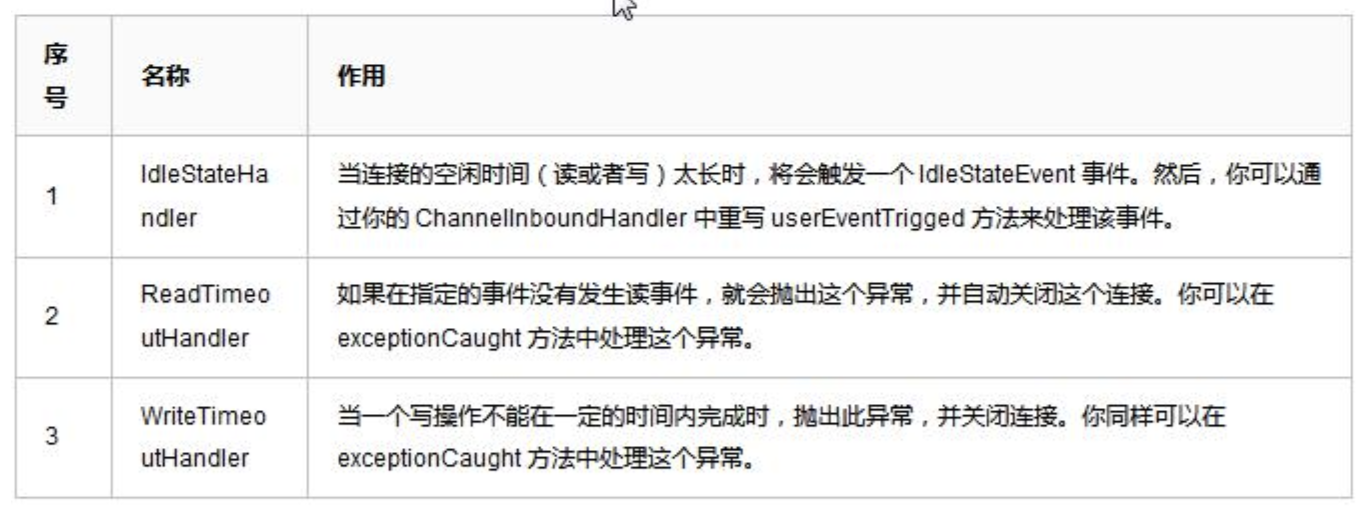 序
号
名称
作用
1
IdleStateHa
ndler
当连接的空闲时间（读或者写）太长时，将会触发一个 IdleStateEvent 事件。然后，你可以通
过你的 ChannelInboundHandler 中重写 userEventTrigged 方法来处理该事件。
2
ReadTimeo
utHandler
如果在指定的事件没有发生读事件，就会抛出这个异常，并自动关闭这个连接。你可以在
exceptionCaught 方法中处理这个异常。
3
WriteTimeo
utHandler
当一个写操作不能在一定的时间内完成时，抛出此异常，并关闭连接。你同样可以在
exceptionCaught 方法中处理这个异常。